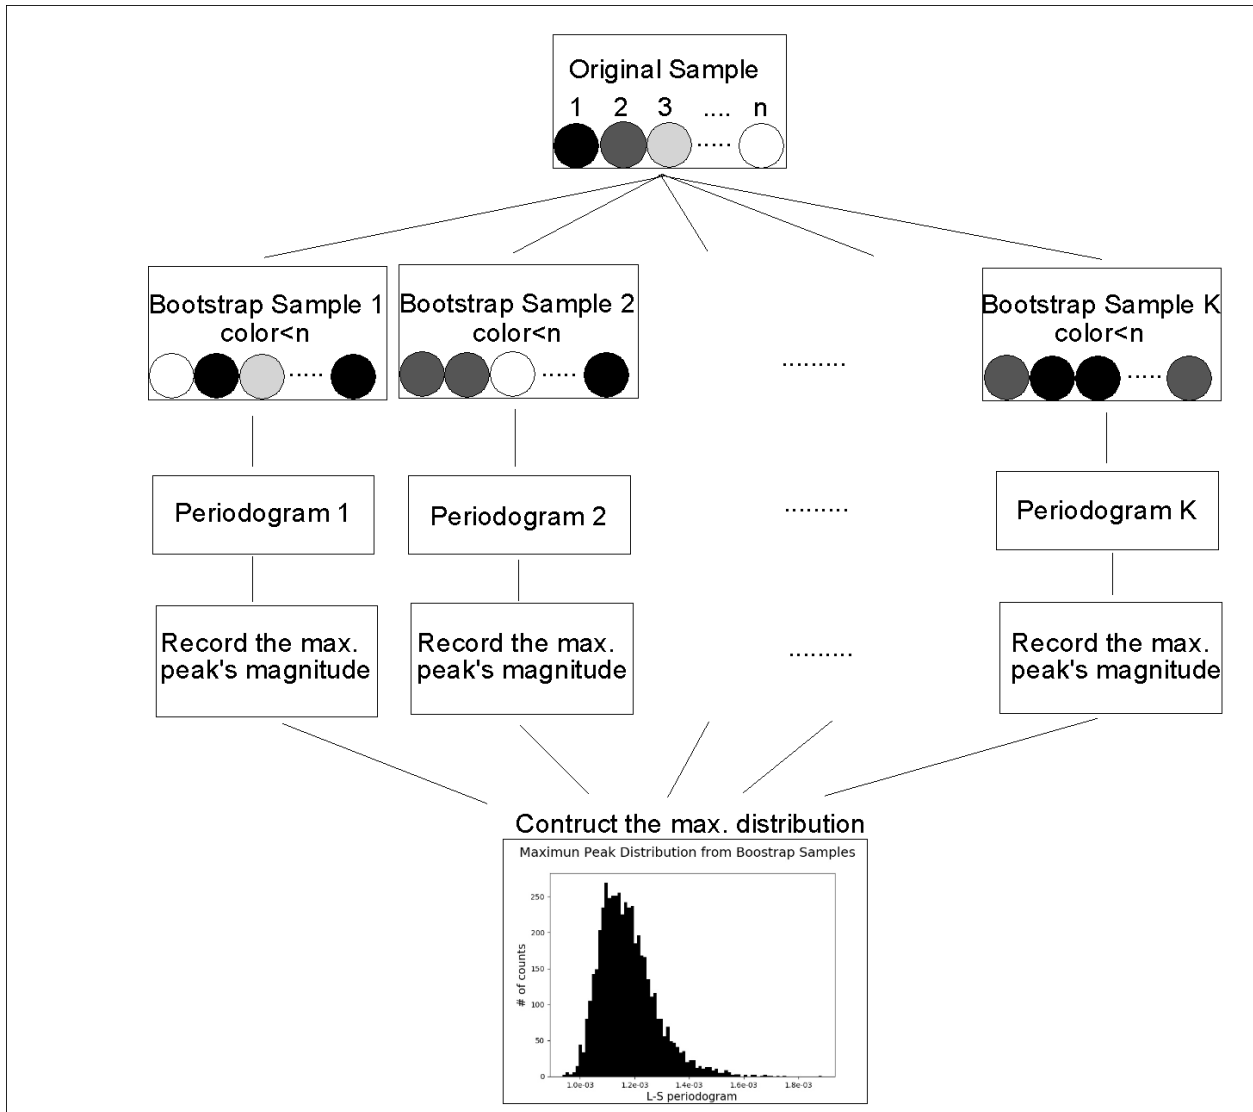 Original Sample
1 2 3 .... n
.....
Bootstrap Sample 1
color<n
.....
Bootstrap Sample 2
color<n
.....
.........
Bootstrap Sample K
color<n
.....
Periodogram 1
Periodogram 2
.........
Periodogram K
Record the max.
peak's magnitude
Record the max.
peak's magnitude
.........
Record the max.
peak's magnitude
Contruct the max. distribution
Maximun Peak Distribution from Boostrap Samples
# of counts
250
200
150
100
50
0
1.0e-03 1.2e-03 1.4e-03 1.6e-03 1.8e-03
L-S periodogram